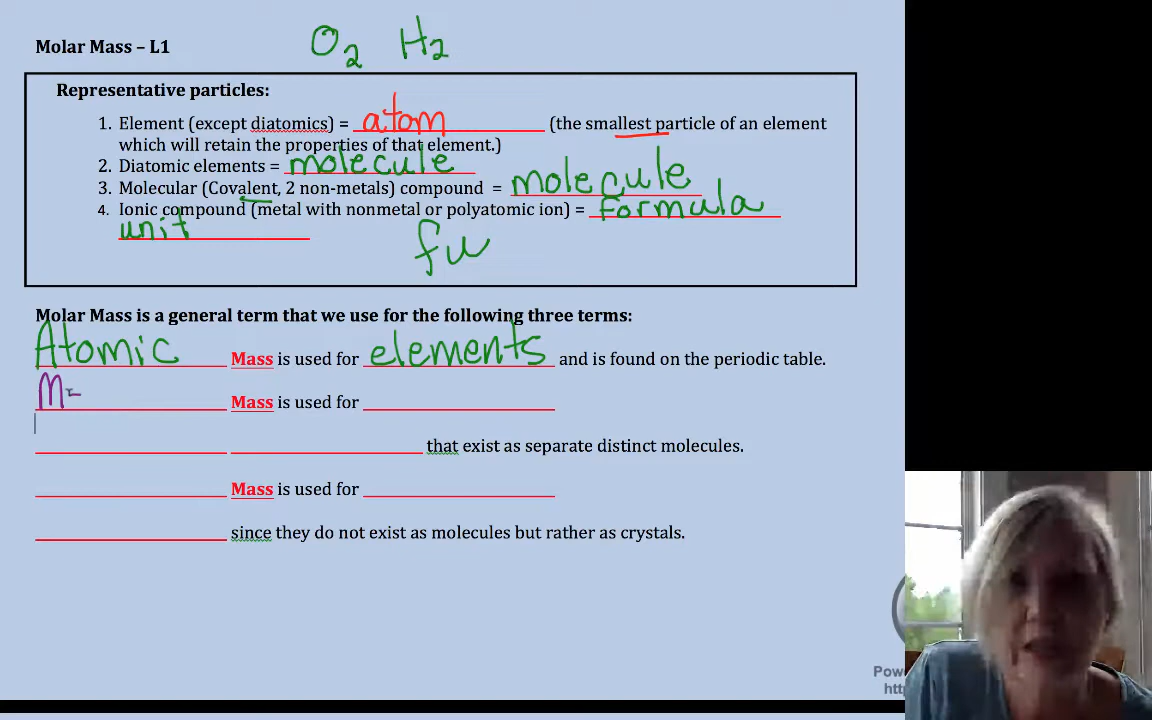 O2 H2
Molar Mass – L1
Representative particles:
1. Element (except diatomics) = atom (the smallest particle of an element
which will retain the properties of that element.)
2. Diatomic elements = molecule
3. Molecular (Covalent, 2 non-metals) compound = molecule
4. Ionic compound (metal with nonmetal or polyatomic ion) = formula
unit
fu
Molar Mass is a general term that we use for the following three terms:
Atomic Mass is used for elements and is found on the periodic table.
M Mass is used for
that exist as separate distinct molecules.
Mass is used for
since they do not exist as molecules but rather as crystals.
Pow
htt